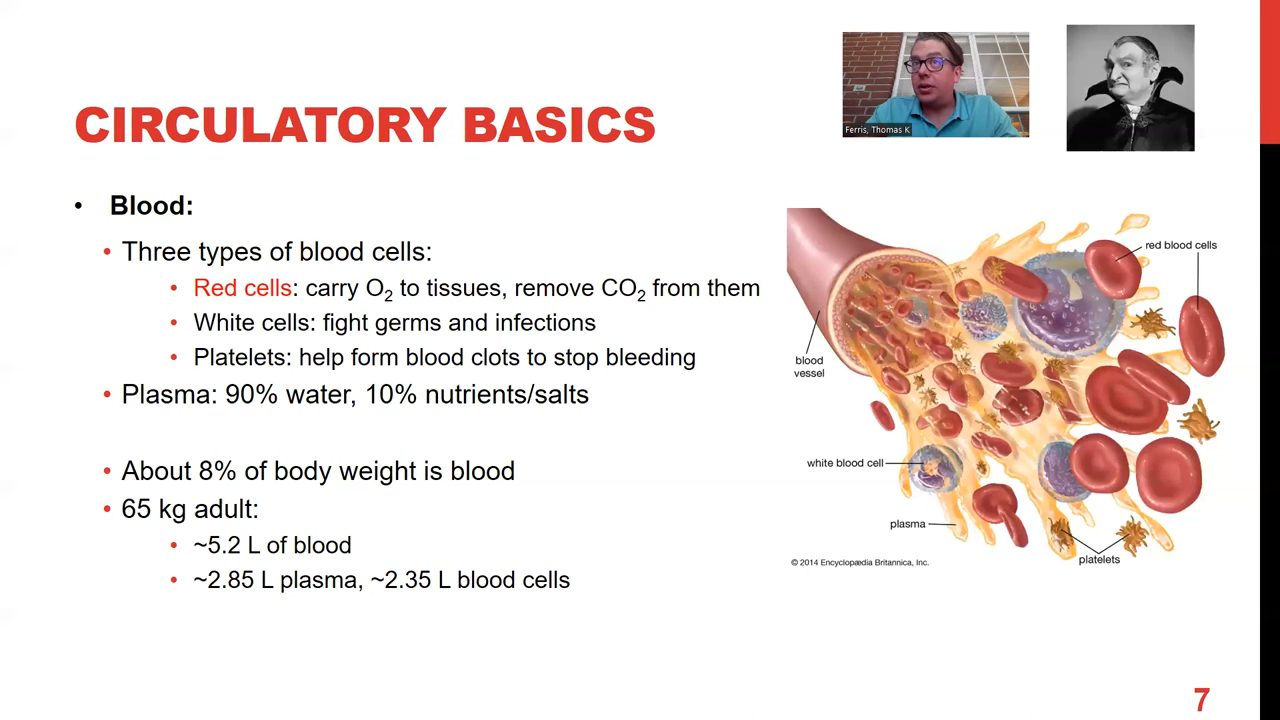 Ferris, Thomas K
CIRCULATORY BASICS
• Blood:
• Three types of blood cells:
• Red cells: carry O₂ to tissues, remove CO₂ from them
• White cells: fight germs and infections
• Platelets: help form blood clots to stop bleeding
• Plasma: 90% water, 10% nutrients/salts
• About 8% of body weight is blood
• 65 kg adult:
• ~5.2 L of blood
• ~2.85 L plasma, ~2.35 L blood cells
red blood cells
blood
vessel
white blood cell
plasma
platelets
© 2014 Encyclopædia Britannica, Inc.
7